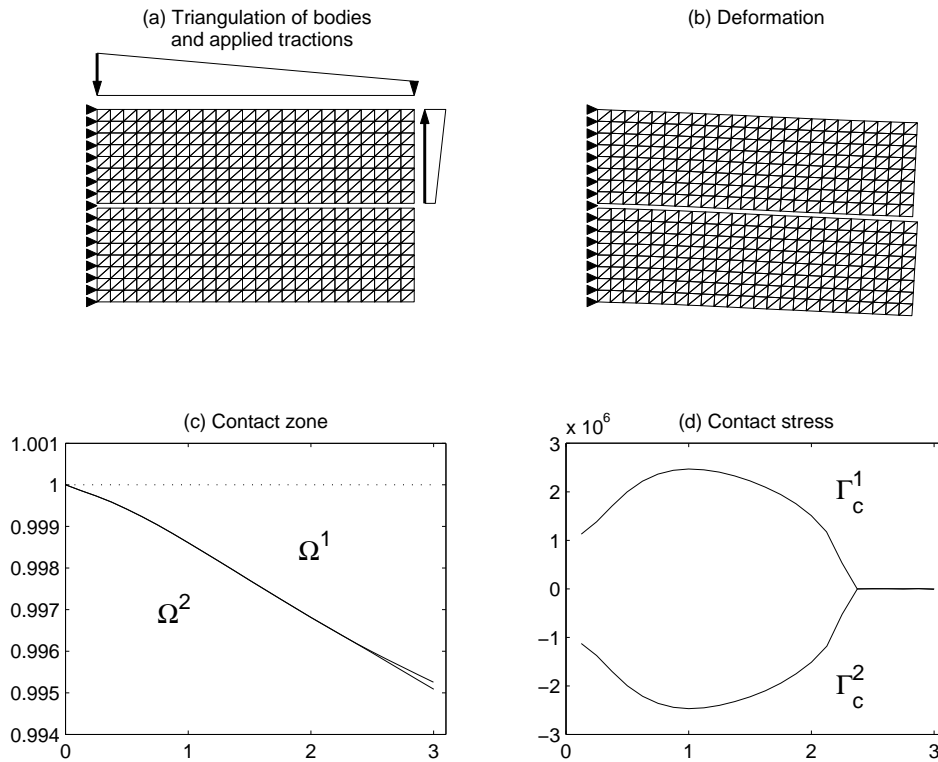 (a) Triangulation of bodies
and applied tractions
(b) Deformation
(c) Contact zone
1.001
1
0.999
0.998
0.997
0.996
0.995
0.994
0
1
2
3
Ω1
Ω2
(d) Contact stress
x 10^6
3
2
1
0
−1
−2
−3
0
1
2
3
Γc1
Γc2